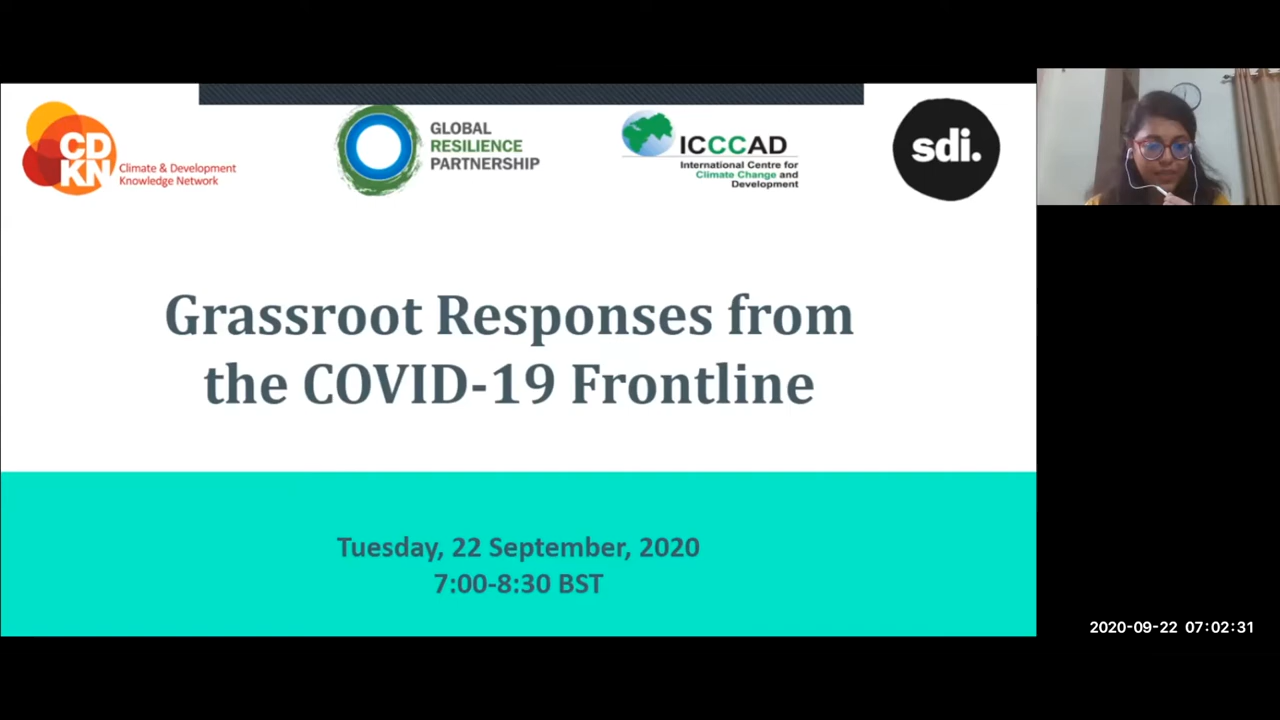 CD
KN
Climate & Development
Knowledge Network
GLOBAL
RESILIENCE
PARTNERSHIP
ICCCAD
International Centre for
Climate Change and
Development
sdi.
Grassroot Responses from
the COVID-19 Frontline
Tuesday, 22 September, 2020
7:00-8:30 BST
2020-09-22 07:02:31